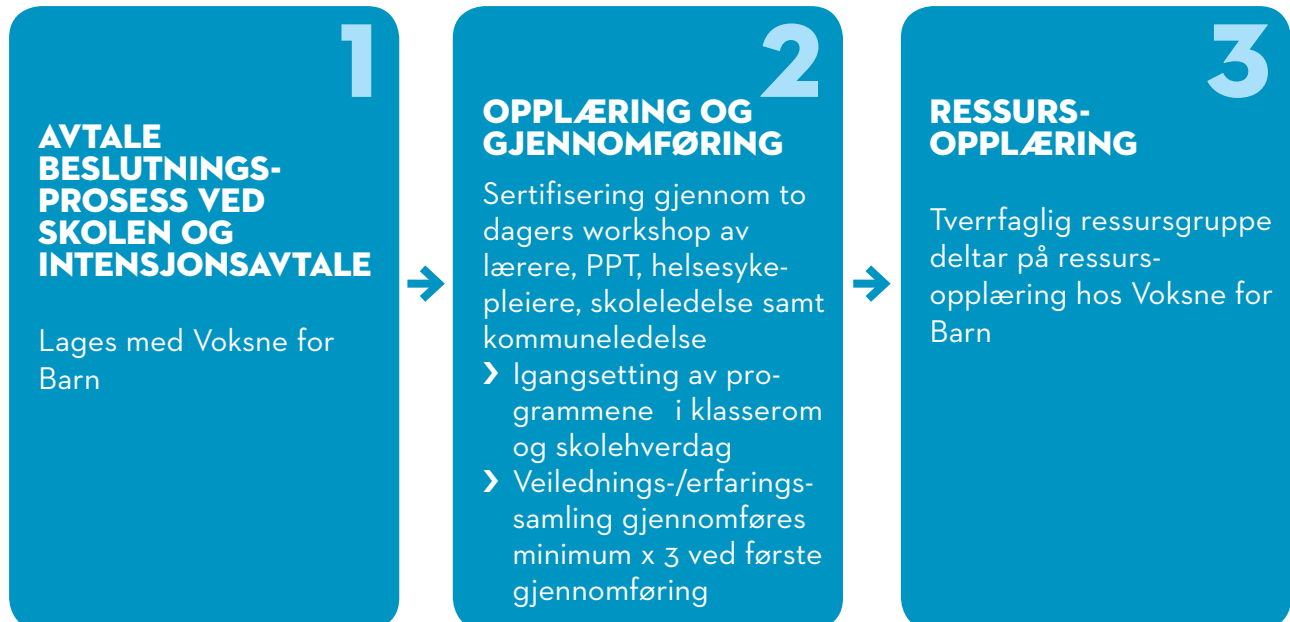 1
AVTALE
BESLUTNINGS-
PROSESS VED
SKOLEN OG
INTENSJONSAVTALE
Lages med Voksne for
Barn
2
OPPLÆRING OG
GJENNOMFØRING
Sertifisering gjennom to
dagers workshop av
lærere, PPT, helsesyke-
pleiere, skoleledelse samt
kommuneledelse
› Igangsetting av pro-
grammene i klasserom
og skolehverdag
› Veilednings-/erfarings-
samling gjennomføres
minimum x 3 ved første
gjennomføring
3
RESSURS-
OPPLÆRING
Tverrfaglig ressursgruppe
deltar på ressurs-
opplæring hos Voksne for
Barn